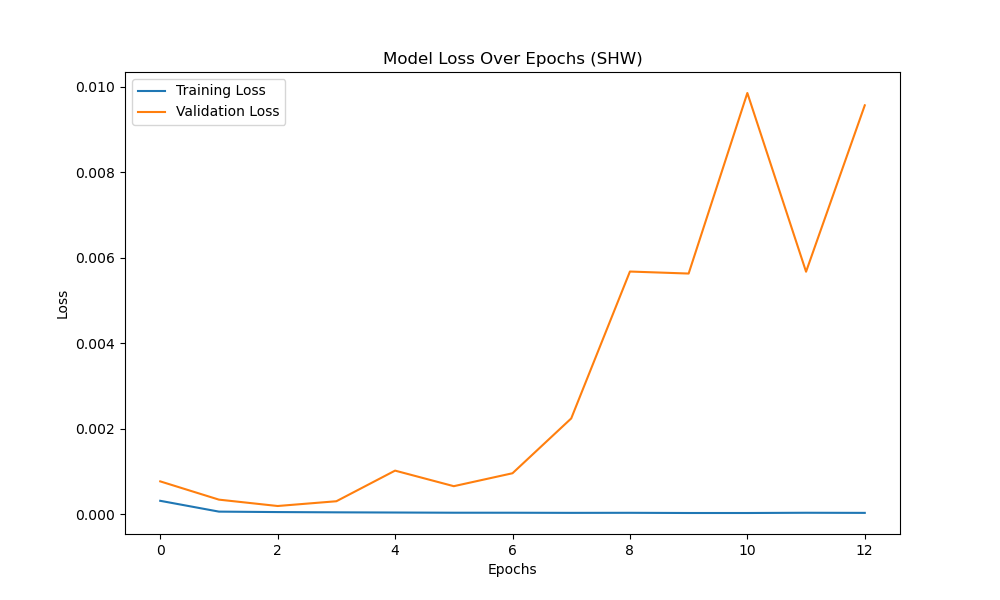 Model Loss Over Epochs (SHW)
Training Loss
Validation Loss
0.010
0.008
0.006
0.004
0.002
0.000
Loss
0 2 4 6 8 10 12
Epochs